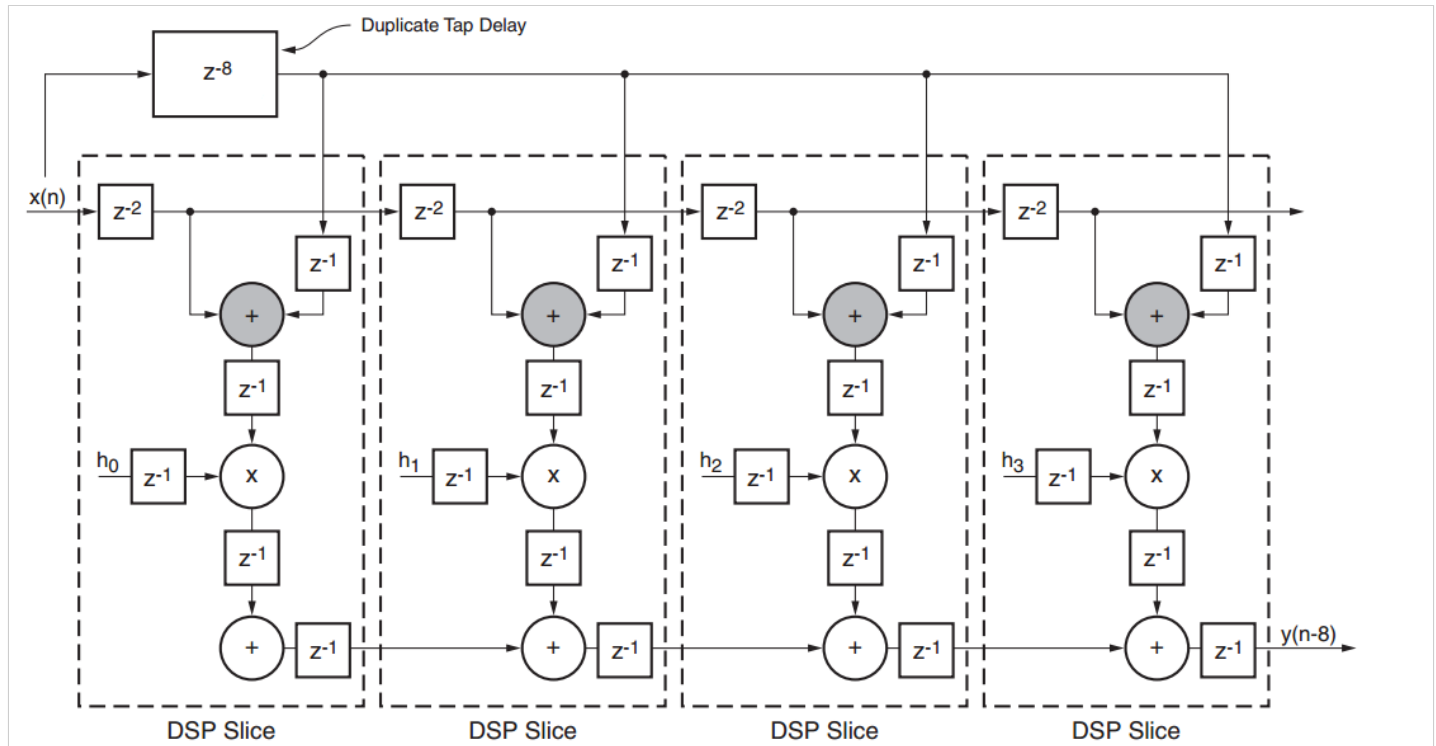 Duplicate Tap Delay
z-8
x(n)
z-2 z-2 z-2 z-2
z-1 z-1 z-1 z-1
+ + + +
z-1 z-1 z-1 z-1
h0 z-1 x h1 z-1 x h2 z-1 x h3 z-1 x
z-1 z-1 z-1 z-1
+ z-1 + z-1 + z-1 + z-1 y(n-8)
DSP Slice DSP Slice DSP Slice DSP Slice